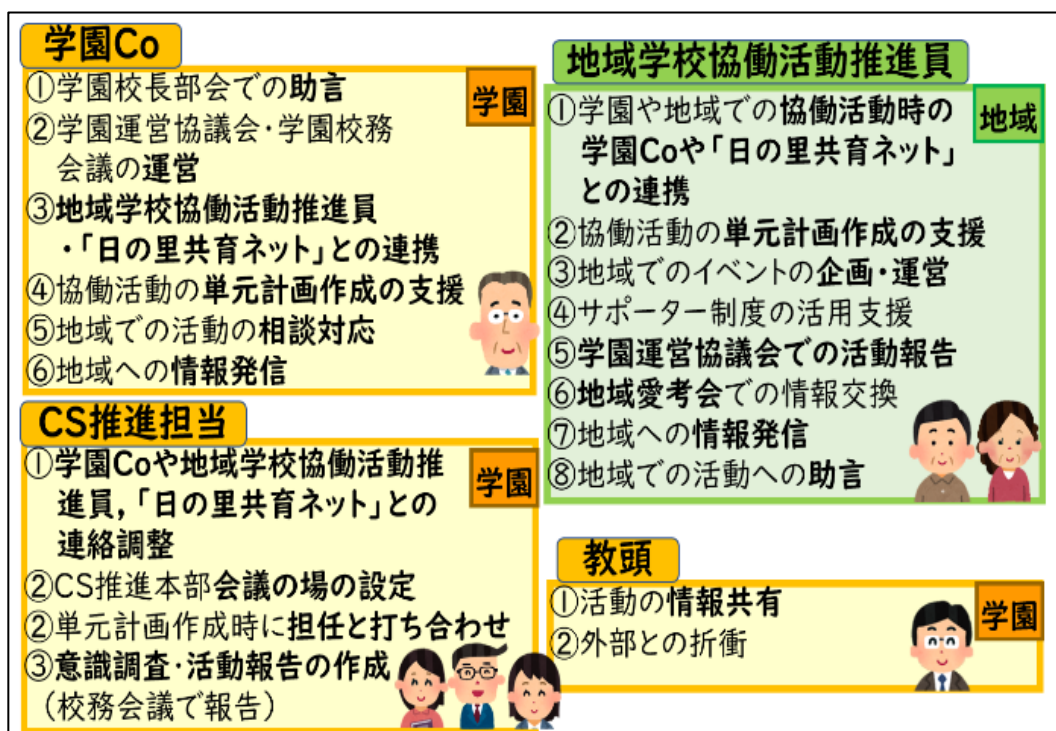 学園Co
学園
①学園校長部会での助言
②学園運営協議会・学園校務
会議の運営
③地域学校協働活動推進員
・「日の里共育ネット」との連携
④協働活動の単元計画作成の支援
⑤地域での活動の相談対応
⑥地域への情報発信
CS推進担当
学園
①学園Coや地域学校協働活動推
進員,「日の里共育ネット」との
連絡調整
②CS推進本部会議の場の設定
②単元計画作成時に担任と打ち合わせ
③意識調査・活動報告の作成
(校務会議で報告)
地域学校協働活動推進員
地域
①学園や地域での協働活動時の
学園Coや「日の里共育ネット」
との連携
②協働活動の単元計画作成の支援
③地域でのイベントの企画・運営
④サポーター制度の活用支援
⑤学園運営協議会での活動報告
⑥地域愛考会での情報交換
⑦地域への情報発信
⑧地域での活動への助言
教頭
学園
①活動の情報共有
②外部との折衝